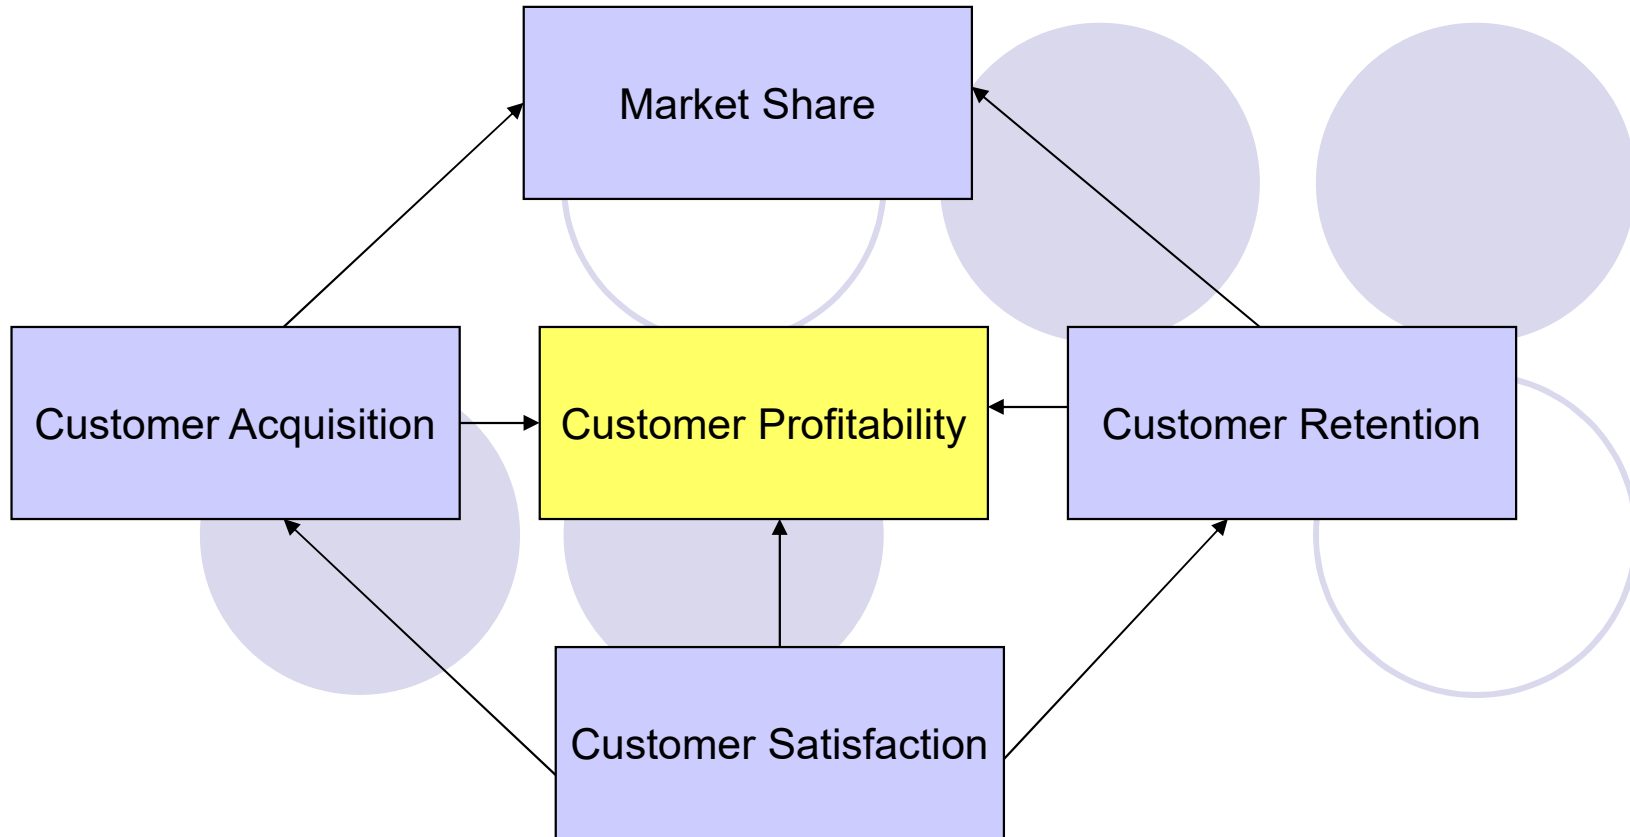 Market Share
Customer Acquisition
Customer Profitability
Customer Retention
Customer Satisfaction